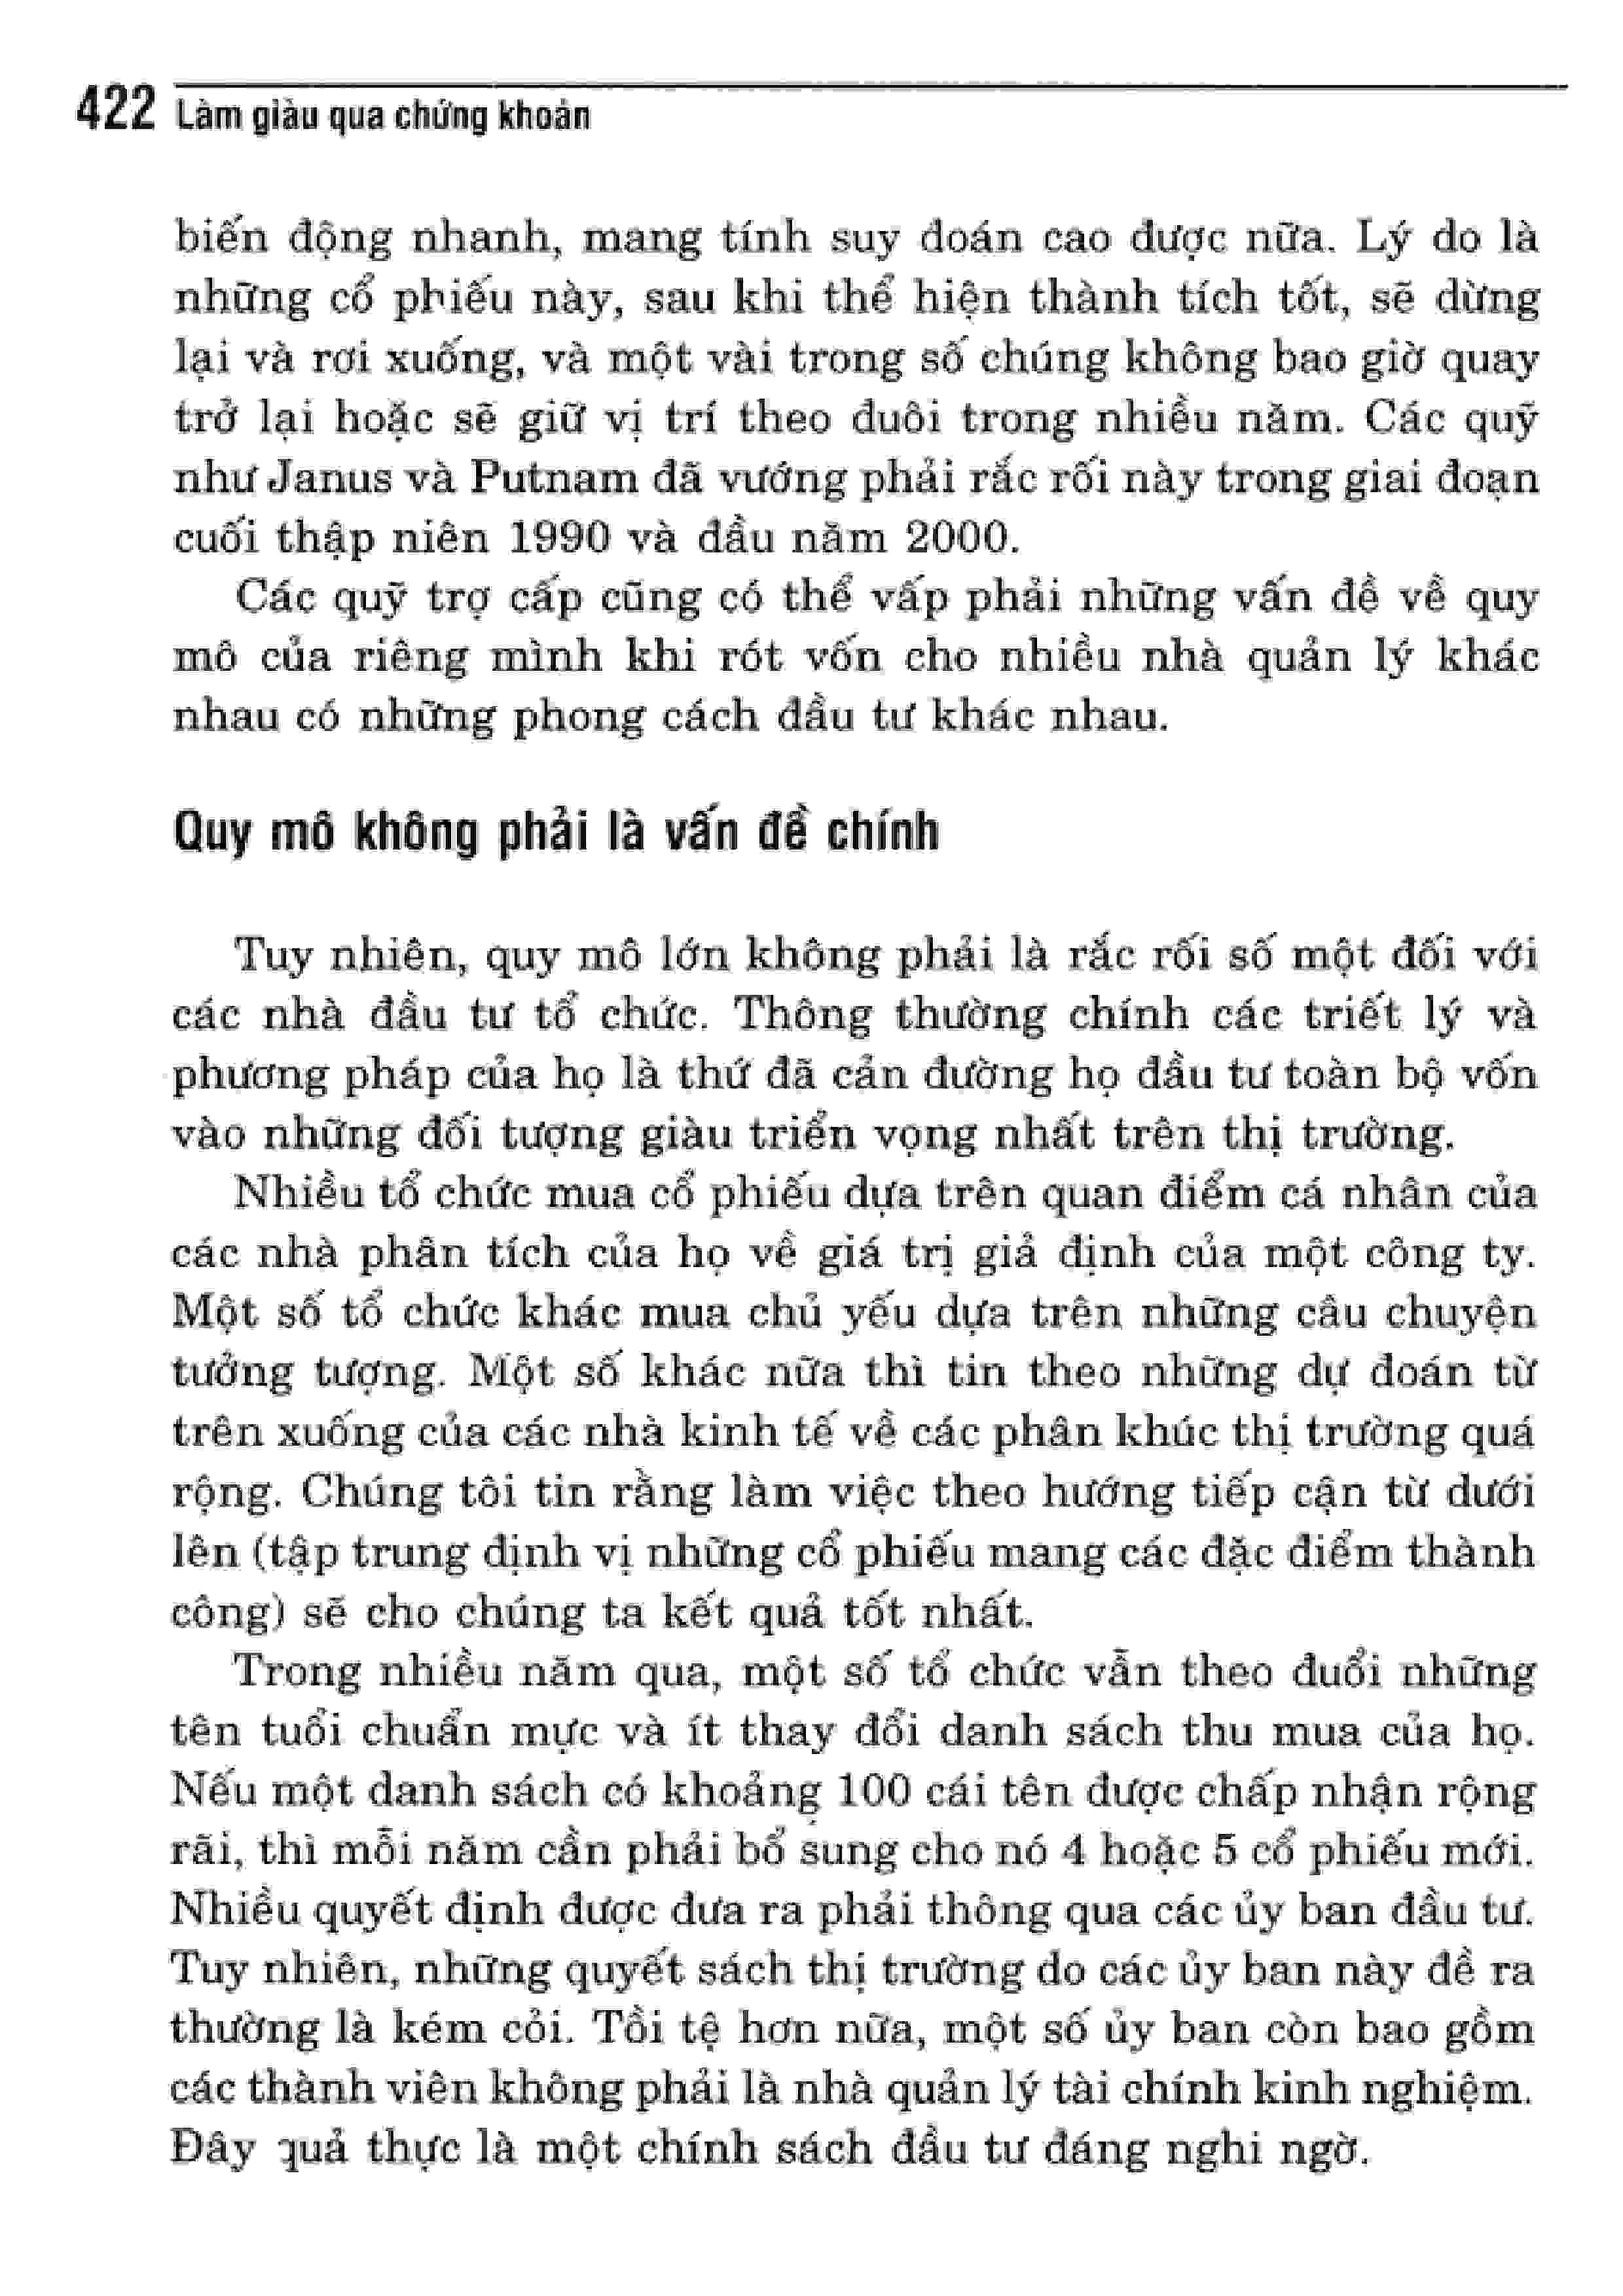 422 Làm giàu qua chứng khoán
biến động nhanh, mang tính suy đoán cao được nữa. Lý do là
những cổ phiếu này, sau khi thể hiện thành tích tốt, sẽ dừng
lại và rơi xuống, và một vài trong số chúng không bao giờ quay
trở lại hoặc sẽ giữ vị trí theo đuôi trong nhiều năm. Các quỹ
như Janus và Putnam đã vướng phải rắc rối này trong giai đoạn
cuối thập niên 1990 và đầu năm 2000.
Các quỹ trợ cấp cũng có thể vấp phải những vấn đề về quy
mô của riêng mình khi rót vốn cho nhiều nhà quản lý khác
nhau có những phong cách đầu tư khác nhau.
Quy mô không phải là vấn đề chính
Tuy nhiên, quy mô lớn không phải là rắc rối số một đối với
các nhà đầu tư tổ chức. Thông thường chính các triết lý và
phương pháp của họ là thứ đã cản đường họ đầu tư toàn bộ vốn
vào những đối tượng giàu triển vọng nhất trên thị trường.
Nhiều tổ chức mua cổ phiếu dựa trên quan điểm cá nhân của
các nhà phân tích của họ về giá trị giả định của một công ty.
Một số tổ chức khác mua chủ yếu dựa trên những câu chuyện
tưởng tượng. Một số khác nữa thì tin theo những dự đoán từ
trên xuống của các nhà kinh tế về các phân khúc thị trường quá
rộng. Chúng tôi tin rằng làm việc theo hướng tiếp cận từ dưới
lên (tập trung định vị những cổ phiếu mang các đặc điểm thành
công) sẽ cho chúng ta kết quả tốt nhất.
Trong nhiều năm qua, một số tổ chức vẫn theo đuổi những
tên tuổi chuẩn mực và ít thay đổi danh sách thu mua của họ.
Nếu một danh sách có khoảng 100 cái tên được chấp nhận rộng
rãi, thì mỗi năm cần phải bổ sung cho nó 4 hoặc 5 cổ phiếu mới.
Nhiều quyết định được đưa ra phải thông qua các ủy ban đầu tư.
Tuy nhiên, những quyết sách thị trường do các ủy ban này đề ra
thường là kém cỏi. Tồi tệ hơn nữa, một số ủy ban còn bao gồm
các thành viên không phải là nhà quản lý tài chính kinh nghiệm.
Đây quả thực là một chính sách đầu tư đáng nghi ngờ.